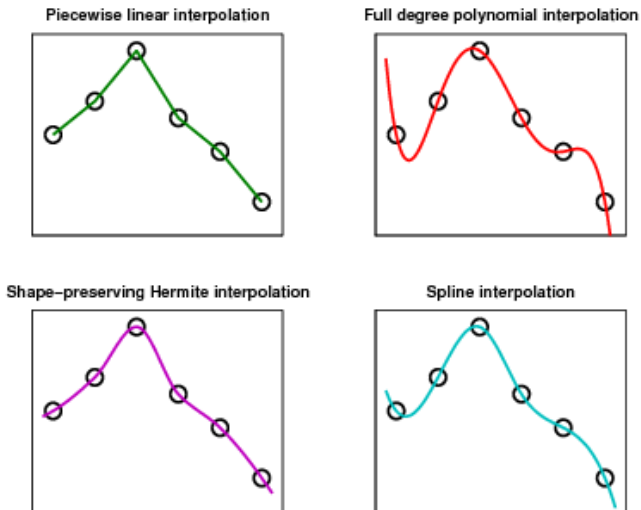 Piecewise linear interpolation
Full degree polynomial interpolation
Shape−preserving Hermite interpolation
Spline interpolation